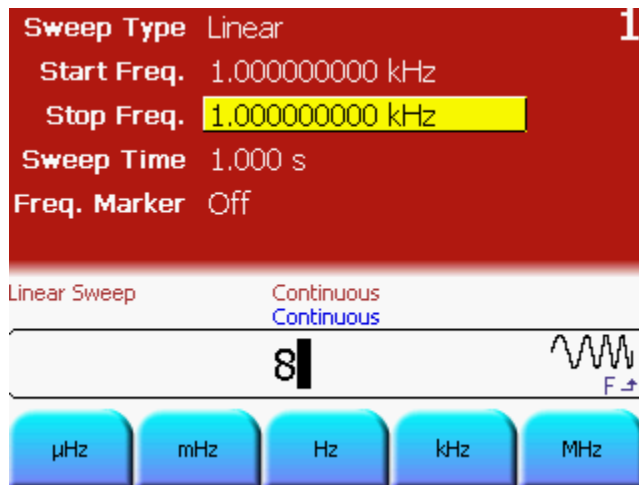 Sweep Type Linear 1
Start Freq. 1.000000000 kHz
Stop Freq. 1.000000000 kHz
Sweep Time 1.000 s
Freq. Marker Off
Linear Sweep Continuous
Continuous
8
F
µHz mHz Hz kHz MHz